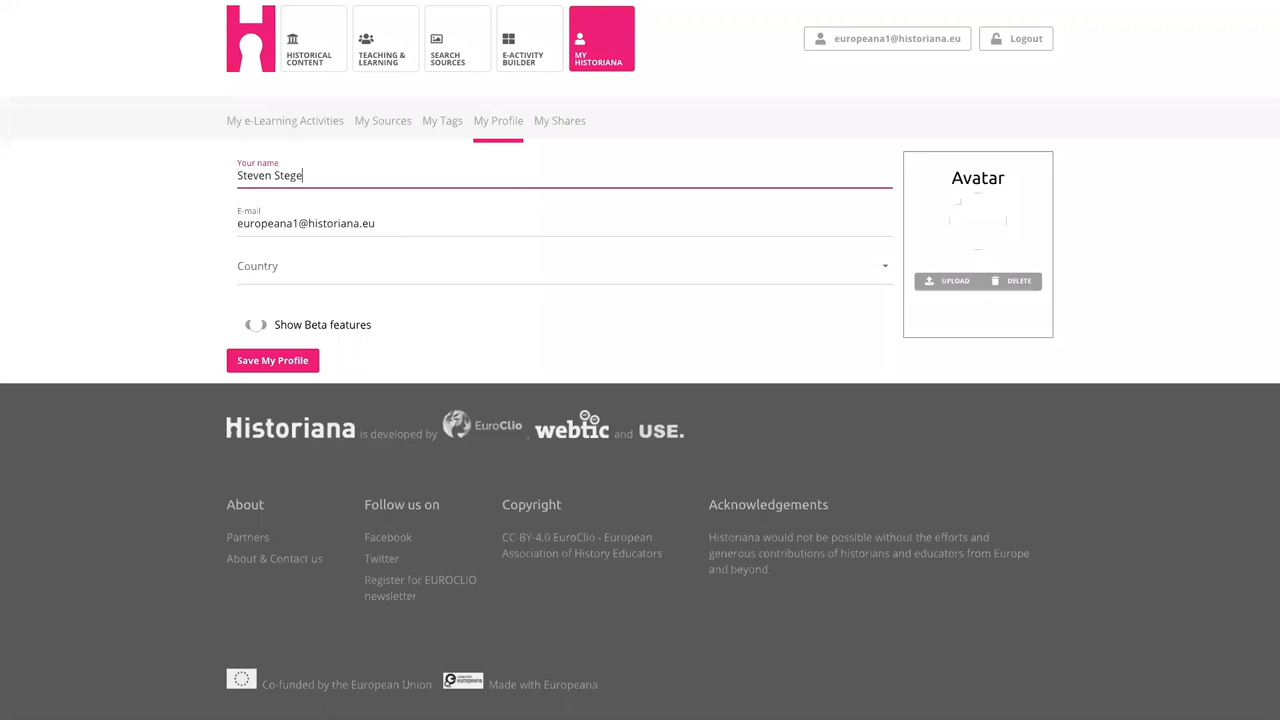 HISTORICAL
CONTENT
TEACHING &
LEARNING
SEARCH
SOURCES
E-ACTIVITY
BUILDER
MY
HISTORIANA
europeana1@historiana.eu
Logout
My e-Learning Activities
My Sources
My Tags
My Profile
My Shares
Your name
Steven Stege
E-mail
europeana1@historiana.eu
Country
Show Beta features
Save My Profile
Avatar
UPLOAD
DELETE
Historiana is developed by EuroClio , webtic and USE.
About
Partners
About & Contact us
Follow us on
Facebook
Twitter
Register for EUROCLIO
newsletter
Copyright
CC-BY-4.0 EuroClio - European
Association of History Educators
Acknowledgements
Historiana would not be possible without the efforts and
generous contributions of historians and educators from Europe
and beyond.
Co-funded by the European Union
europeana
Made with Europeana